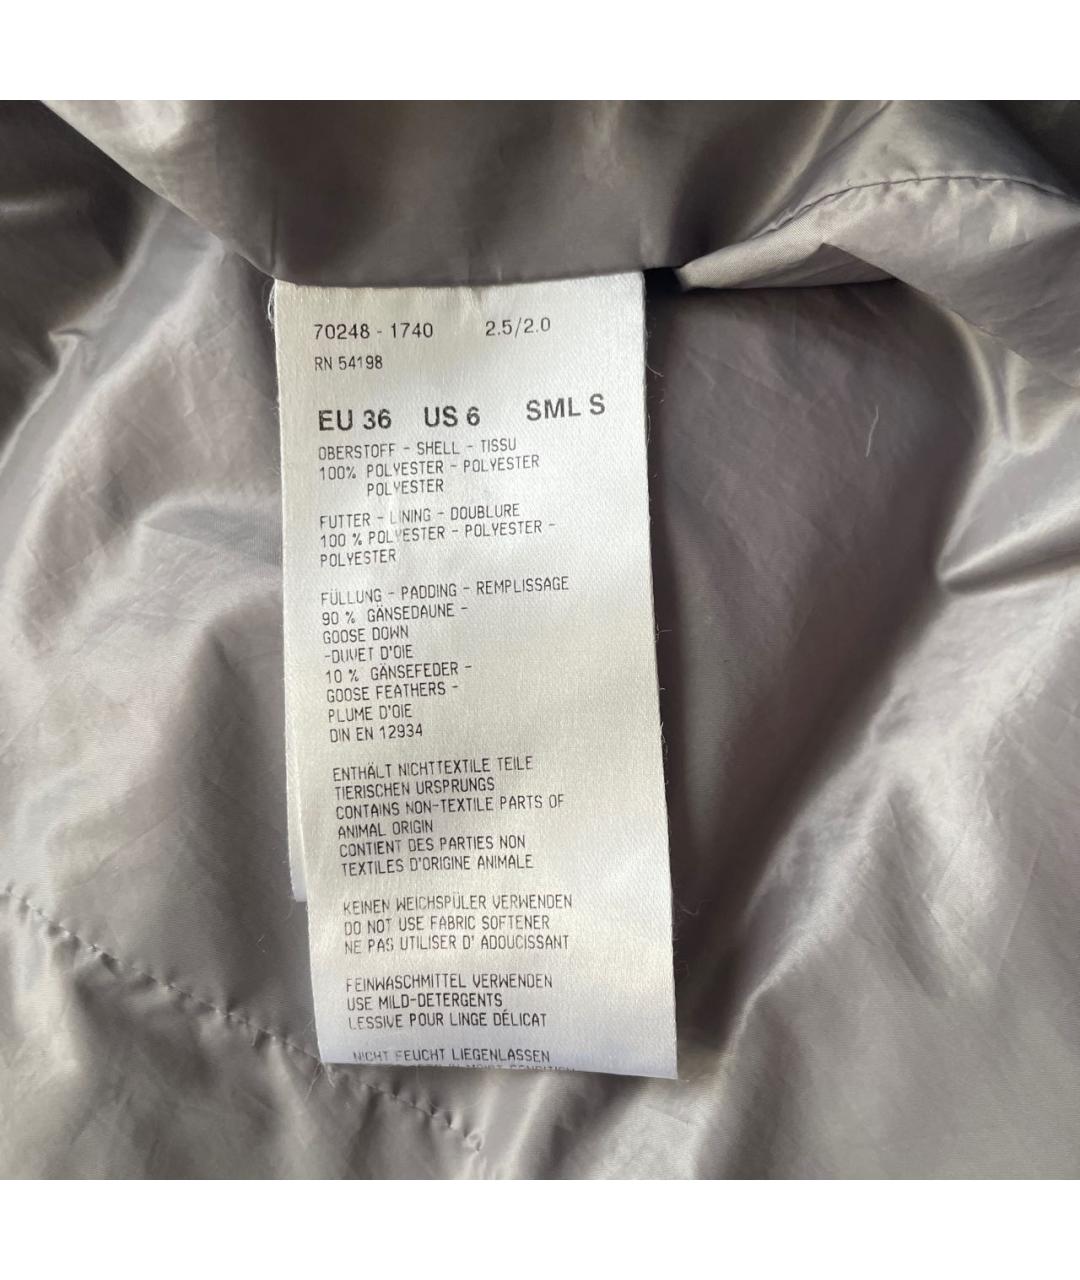 70248 - 1740 2.5/2.0
RN 54198
EU 36 US 6 SML S
OBERSTOFF - SHELL - TISSU
100% POLYESTER - POLYESTER
POLYESTER
FUTTER - LINING - DOUBLURE
100 % POLYESTER - POLYESTER -
POLYESTER
FÜLLUNG - PADDING - REMPLISSAGE
90 % GÄNSEDAUNE -
GOOSE DOWN
-DUVET D'OIE
10 % GÄNSEFEDER -
GOOSE FEATHERS -
PLUME D'OIE
DIN EN 12934
ENTHÄLT NICHTTEXTILE TEILE
TIERISCHEN URSPRUNGS
CONTAINS NON-TEXTILE PARTS OF
ANIMAL ORIGIN
CONTIENT DES PARTIES NON
TEXTILES D'ORIGINE ANIMALE
KEINEN WEICHSPÜLER VERWENDEN
DO NOT USE FABRIC SOFTENER
NE PAS UTILISER D' ADOUCISSANT
FEINWASCHMITTEL VERWENDEN
USE MILD-DETERGENTS
LESSIVE POUR LINGE DÉLICAT
NICHT FEUCHT LIEGENLASSEN